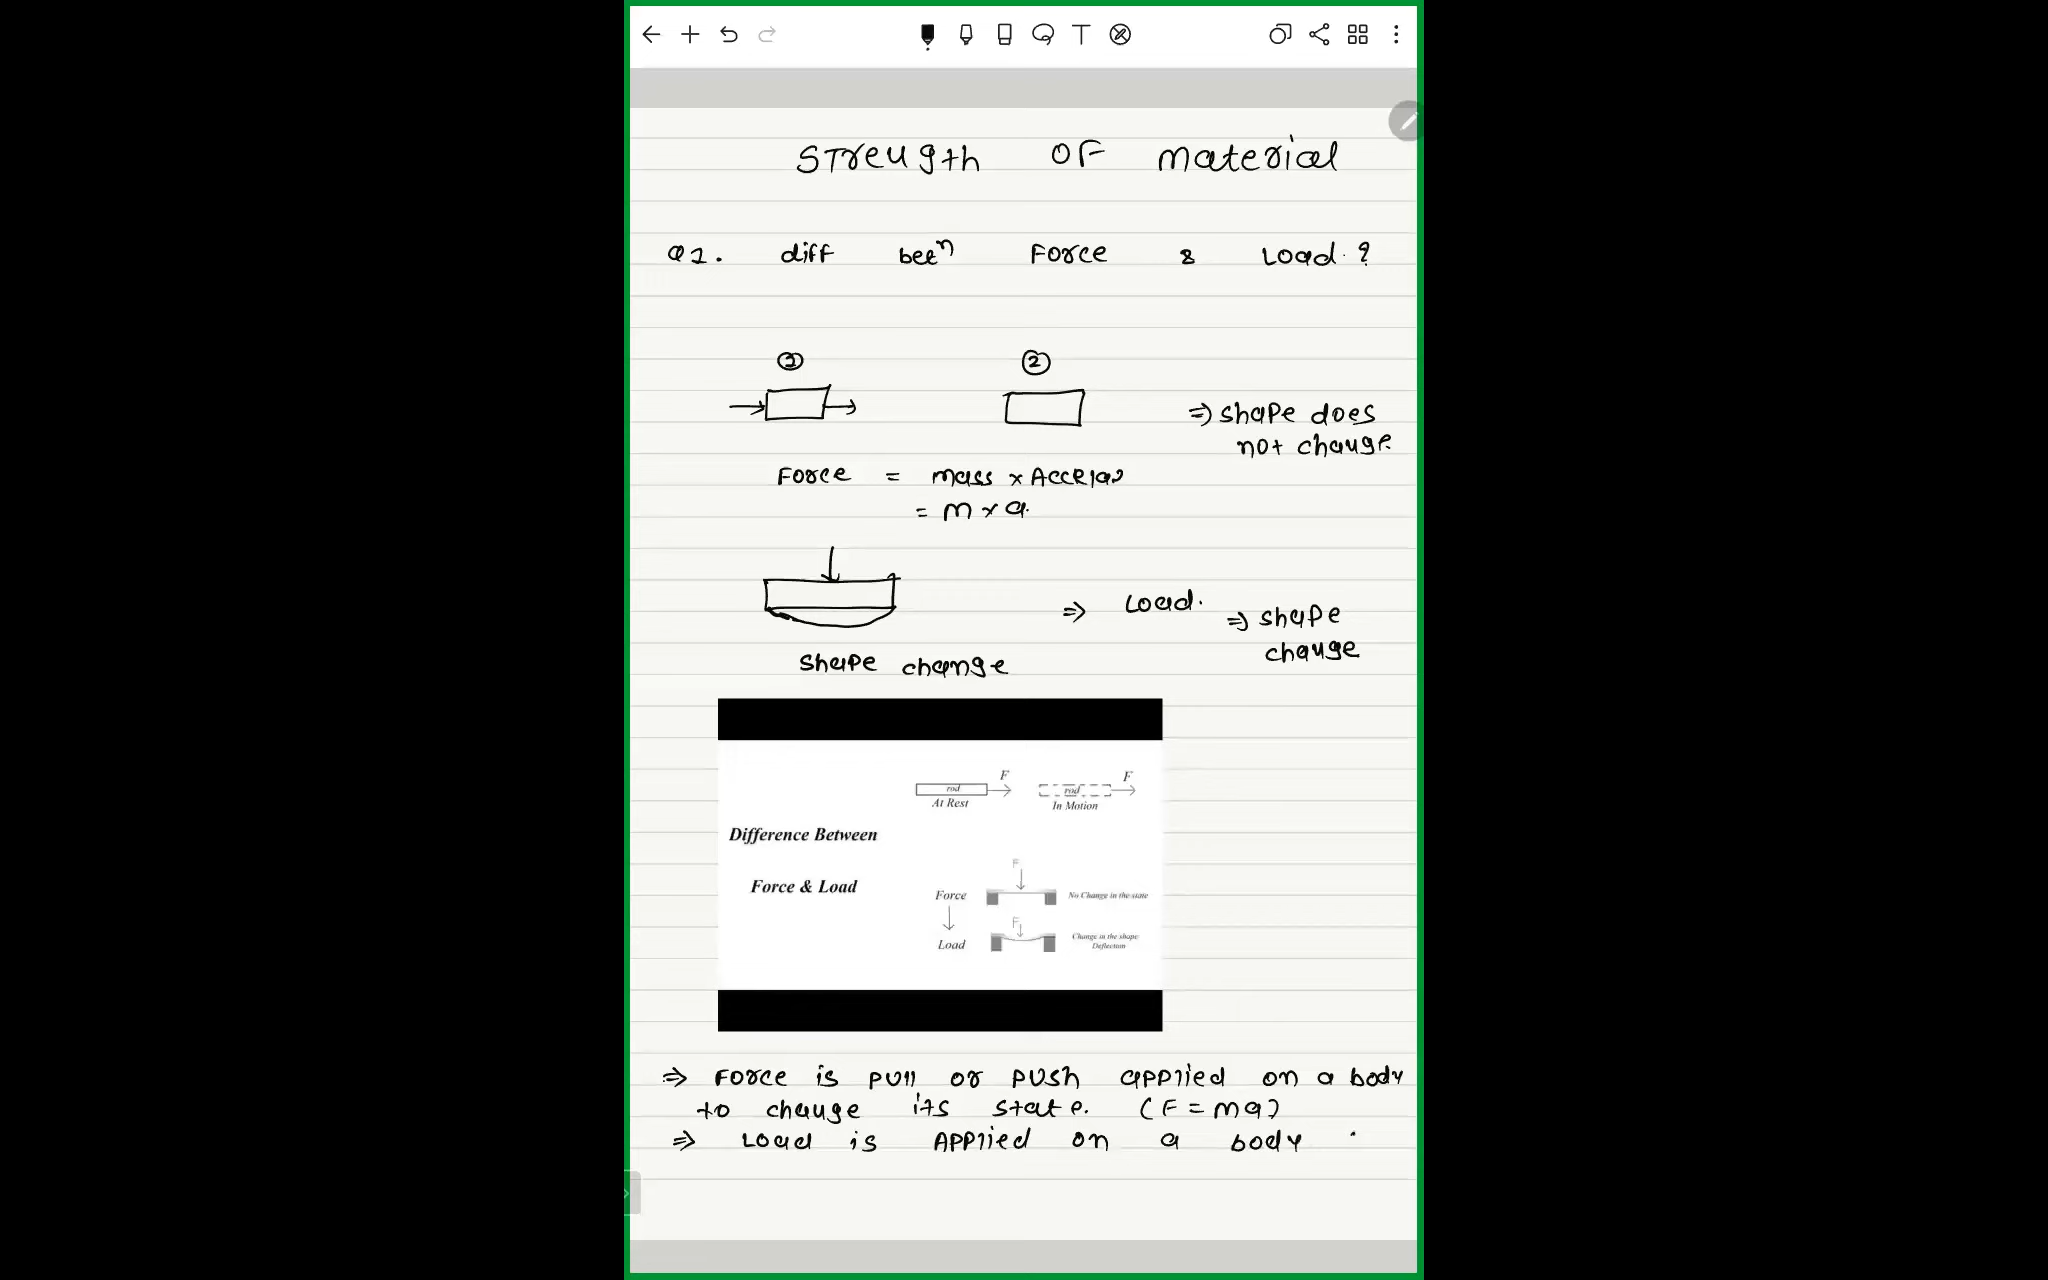 Strength OF material
Q1. diff beeⁿ Force & Load.?
① ②
⇒ shape does
not change
Force = mass x
= m x a.
⇒ Load. ⇒ shape
change
shape change
F F
rod rod
At Rest In Motion
Difference Between
Force & Load
F
Force No Change in the state
F
Load Change in the shape
Deflection
⇒ Force is pull or push applied on a body
to change its state. (F = ma)
⇒ Load is Applied on a body